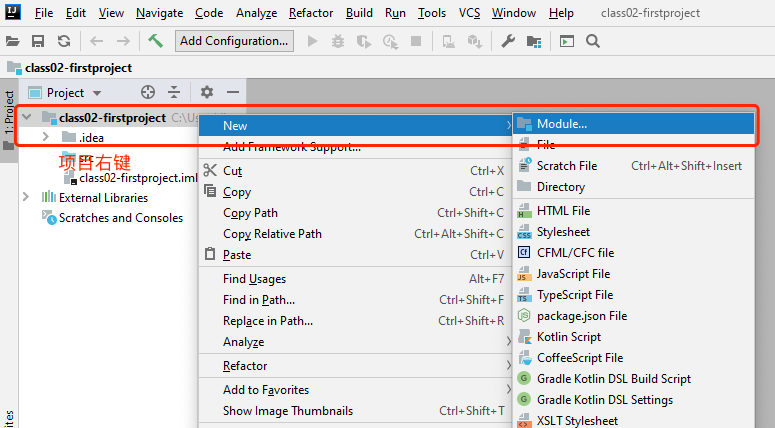 IJ File Edit View Navigate Code Analyze Refactor Build Run Tools VCS Window Help class02-firstproject
Add Configuration...
class02-firstproject
1: Project
Project
class02-firstproject
.idea
src
项目右键
class02-firstproject.iml
External Libraries
Scratches and Consoles
New
Add Framework Support...
Cut Ctrl+X
Copy Ctrl+C
Copy Path Ctrl+Shift+C
Copy Relative Path Ctrl+Alt+Shift+C
Paste Ctrl+V
Find Usages Alt+F7
Find in Path... Ctrl+Shift+F
Replace in Path... Ctrl+Shift+R
Analyze
Refactor
Add to Favorites
Show Image Thumbnails Ctrl+Shift+T
Module...
File
Scratch File Ctrl+Alt+Shift+Insert
Directory
HTML File
Stylesheet
CFML/CFC file
JavaScript File
TypeScript File
package.json File
Kotlin Script
CoffeeScript File
Gradle Kotlin DSL Build Script
Gradle Kotlin DSL Settings
XSLT Stylesheet